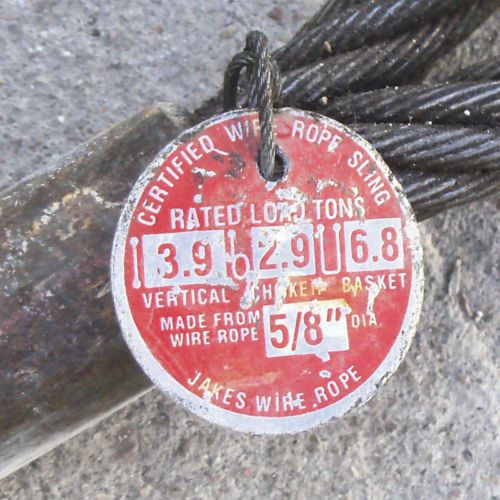 CERTIFIED WIRE ROPE SLING
RATED LOAD TONS
3.9 2.9 6.8
VERTICAL CHOKER BASKET
MADE FROM WIRE ROPE 5/8" DIA.
JAKES WIRE ROPE